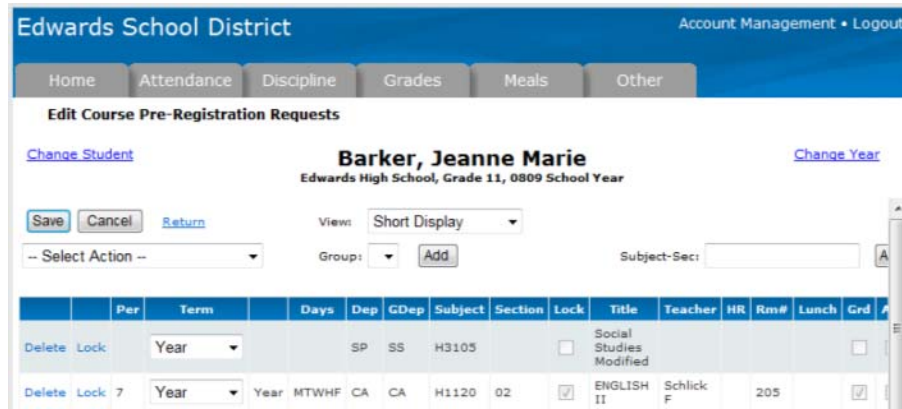 Edwards School District
Account Management • Logout
Home Attendance Discipline Grades Meals Other
Edit Course Pre-Registration Requests
Change Student
Barker, Jeanne Marie
Change Year
Edwards High School, Grade 11, 0809 School Year
Save Cancel Return View: Short Display
-- Select Action -- Group: Add Subject-Sec: A
Per Term Days Dep GDep Subject Section Lock Title Teacher HR Rm# Lunch Grd A
Delete Lock Year SP SS H3105 Social
Studies
Modified
Delete Lock 7 Year Year MTWHF CA CA H1120 02 ENGLISH Schlick 205
II F